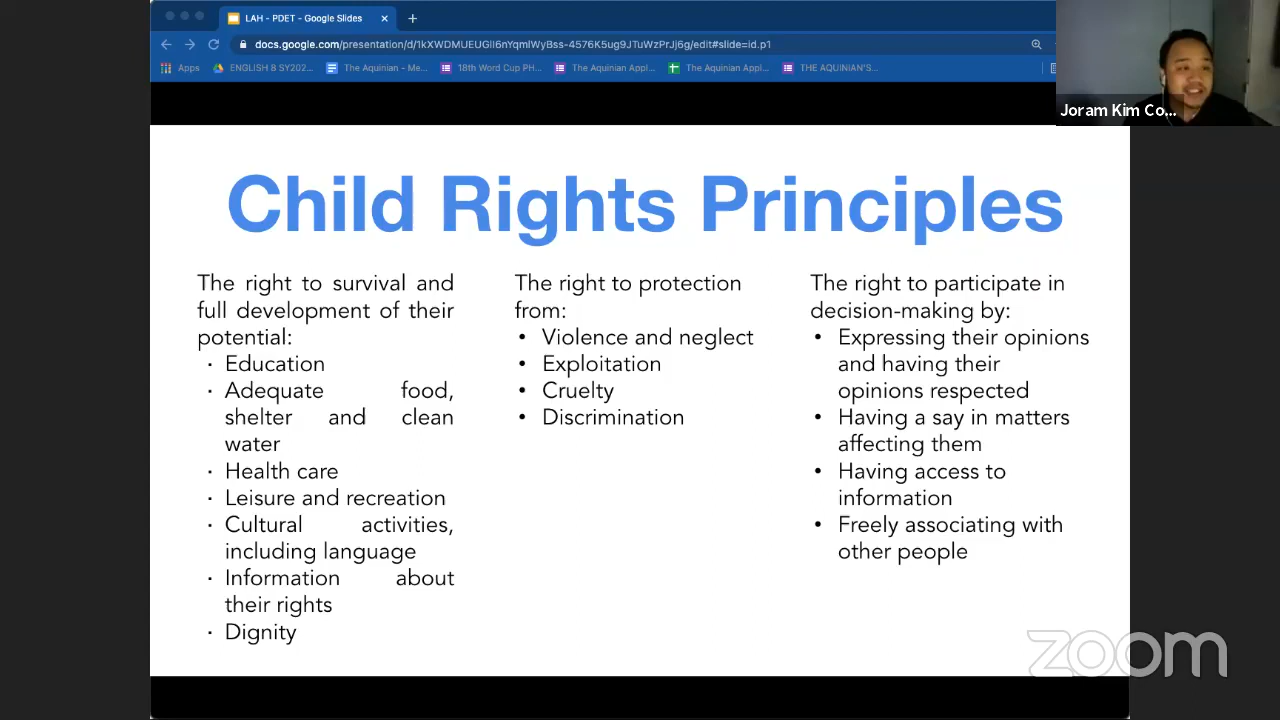 LAH - PDET - Google Slides
docs.google.com/presentation/d/1kXWDMUEUGlI6nYqmIWyBss-4576K5ug9JTuWzPrJj6g/edit#slide=id.p1
Apps ENGLISH 8 SY202... The Aquinian - Me... 18th Word Cup PH... The Aquinian Appl... The Aquinian Appl... THE AQUINIAN'S...
Joram Kim Co...
Child Rights Principles
The right to survival and
full development of their
potential:
· Education
· Adequate food,
shelter and clean
water
· Health care
· Leisure and recreation
· Cultural activities,
including language
· Information about
their rights
· Dignity
The right to protection
from:
• Violence and neglect
• Exploitation
• Cruelty
• Discrimination
The right to participate in
decision-making by:
• Expressing their opinions
and having their
opinions respected
• Having a say in matters
affecting them
• Having access to
information
• Freely associating with
other people
zoom